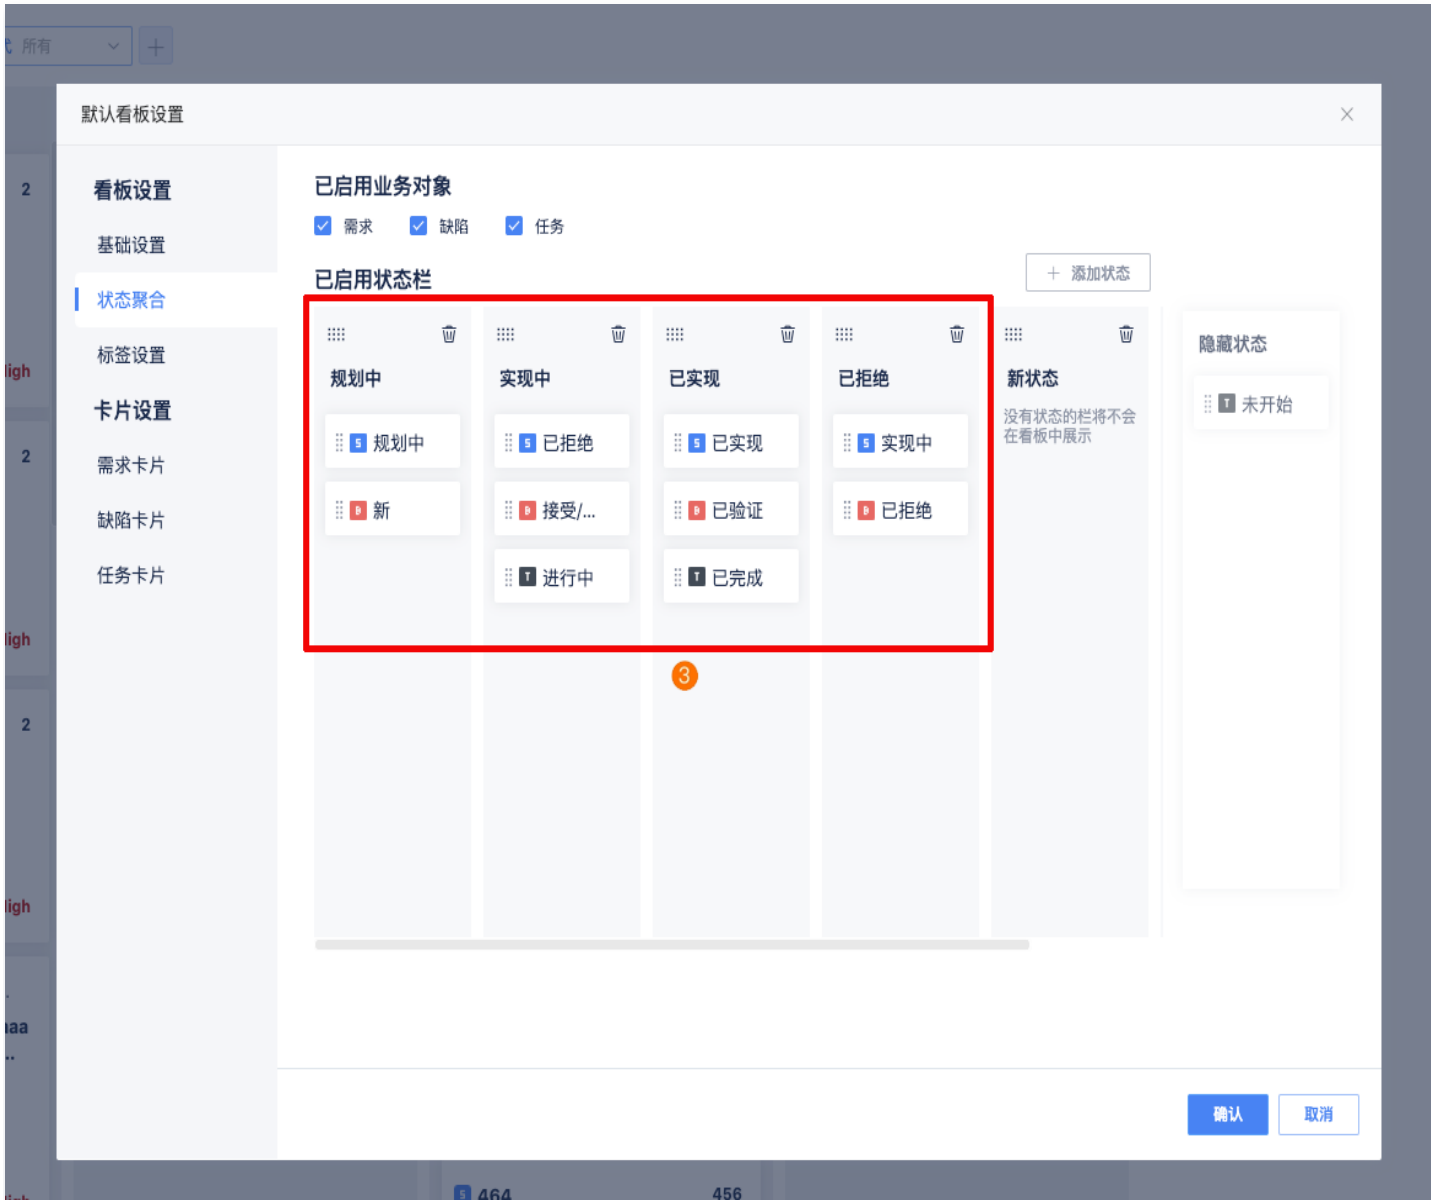 所有
默认看板设置
看板设置
基础设置
状态聚合
标签设置
卡片设置
需求卡片
缺陷卡片
任务卡片
已启用业务对象
需求 缺陷 任务
已启用状态栏
添加状态
规划中
S 规划中
新
实现中
S 已拒绝
接受/...
T 进行中
已实现
S 已实现
已验证
T 已完成
已拒绝
S 实现中
已拒绝
新状态
没有状态的栏将不会
在看板中展示
隐藏状态
T 未开始
3
确认 取消
2
2
2
S 464 456